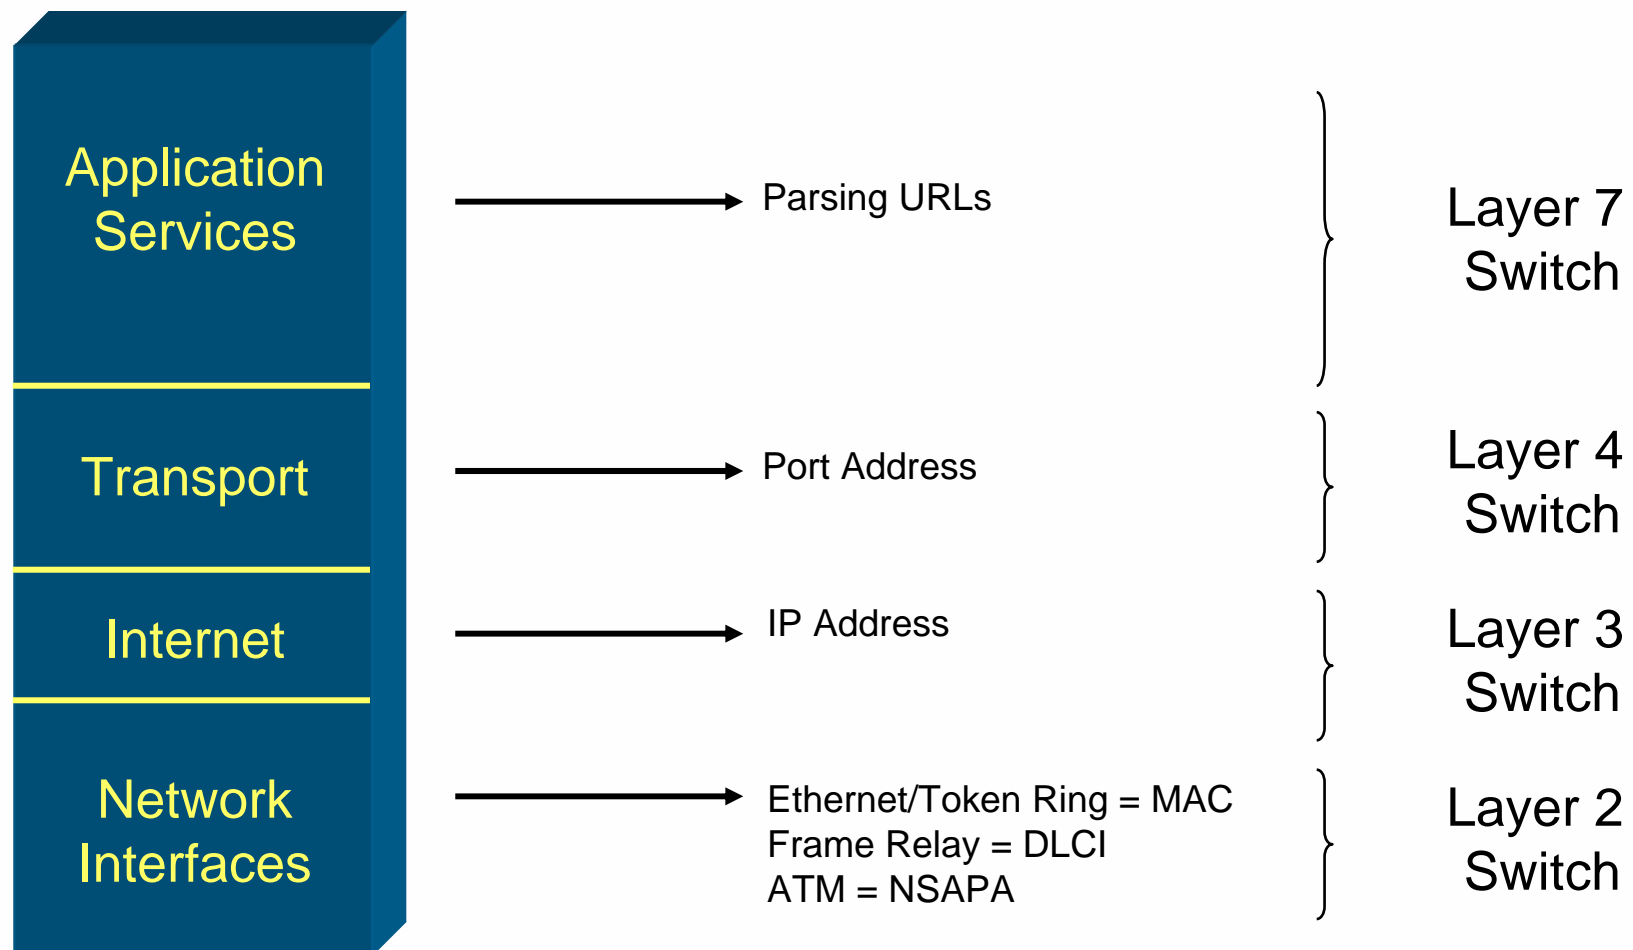 Application
Services
Parsing URLs
Layer 7
Switch
Transport
Port Address
Layer 4
Switch
Internet
IP Address
Layer 3
Switch
Network
Interfaces
Ethernet/Token Ring = MAC
Frame Relay = DLCI
ATM = NSAPA
Layer 2
Switch